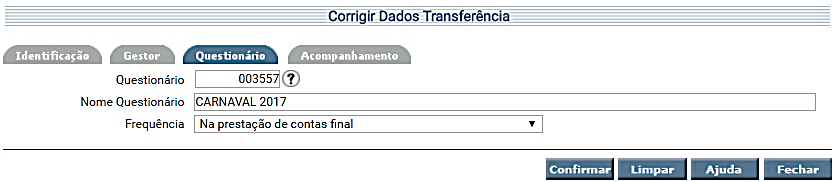 Corrigir Dados Transferência
Identificação Gestor Questionário Acompanhamento
Questionário 003557 ?
Nome Questionário CARNAVAL 2017
Frequência Na prestação de contas final
Confirmar Limpar Ajuda Fechar